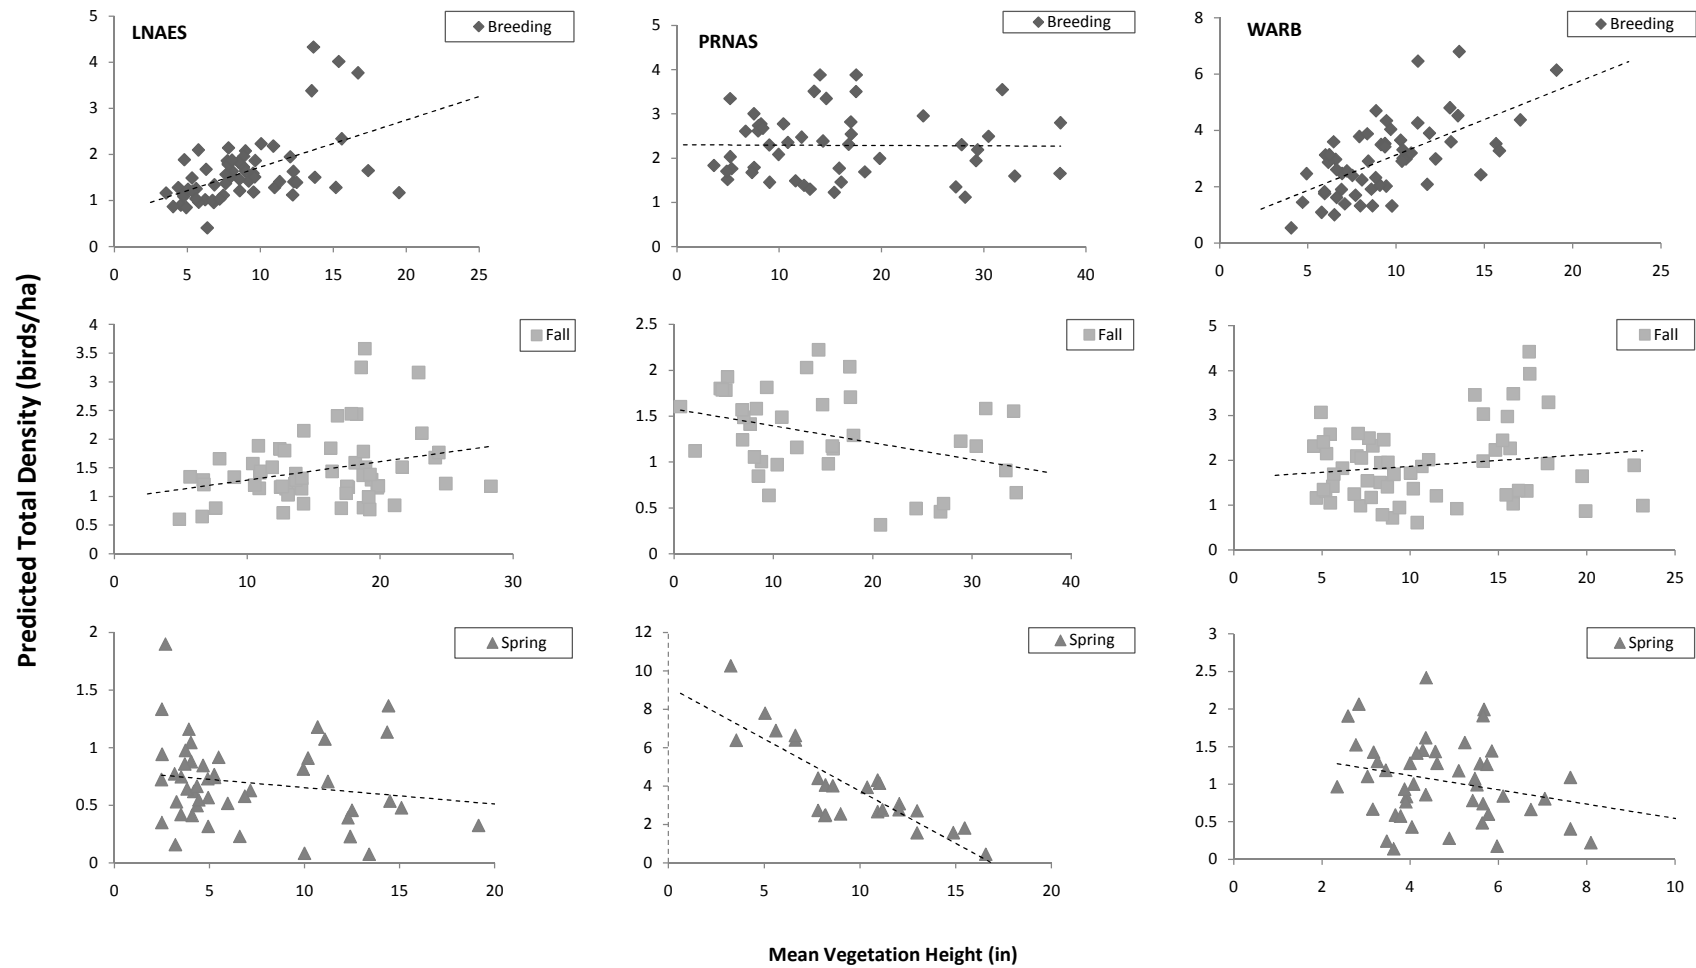 LNAES
Breeding
5
4
3
2
1
0
0 5 10 15 20 25
PRNAS
Breeding
5
4
3
2
1
0
0 10 20 30 40
WARB
Breeding
8
6
4
2
0
0 5 10 15 20 25
Predicted Total Density (birds/ha)
Fall
4
3.5
3
2.5
2
1.5
1
0.5
0
0 10 20 30
Fall
2.5
2
1.5
1
0.5
0
0 10 20 30 40
Fall
5
4
3
2
1
0
0 5 10 15 20 25
Spring
2
1.5
1
0.5
0
0 5 10 15 20
Spring
12
10
8
6
4
2
0
0 5 10 15 20
Spring
3
2.5
2
1.5
1
0.5
0
0 2 4 6 8 10
Mean Vegetation Height (in)